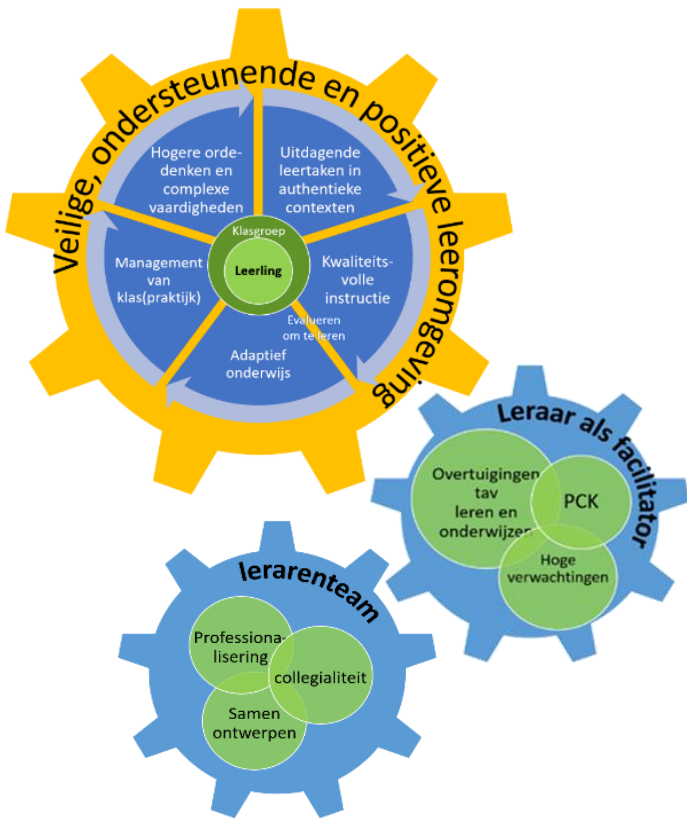 Veilige, ondersteunende en positieve leeromgeving
Hogere orde-
denken en
complexe
vaardigheden
Uitdagende
leertaken in
authentieke
contexten
Klasgroep
Leerling
Management
van
klas(praktijk)
Kwaliteits-
volle
instructie
Evalueren
om te leren
Adaptief
onderwijs
Leraar als facilitator
Overtuigingen
tav
leren en
onderwijzen
PCK
Hoge
verwachtingen
lerarenteam
Professiona-
lisering
collegialiteit
Samen
ontwerpen